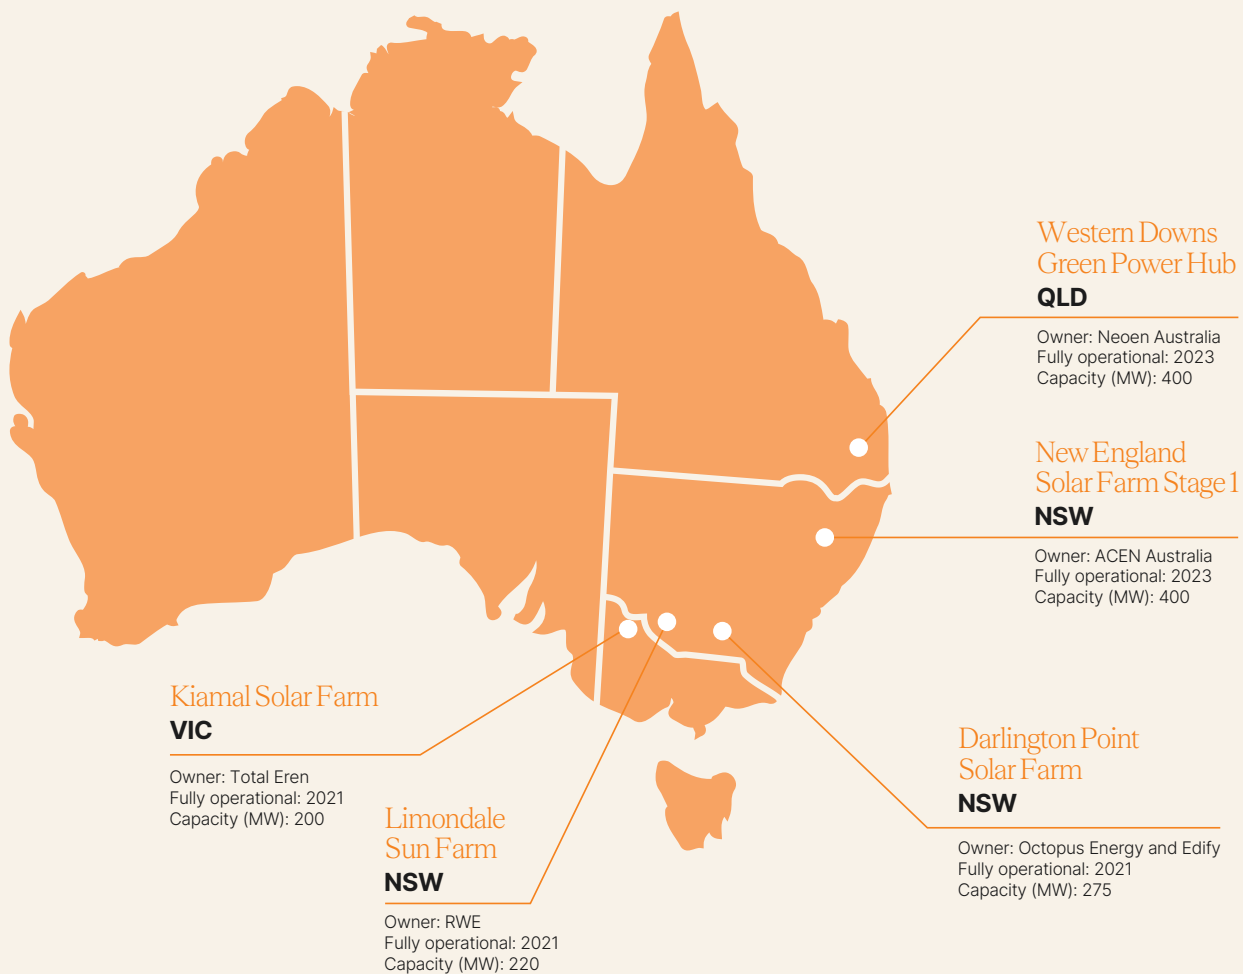 Western Downs
Green Power Hub
QLD
Owner: Neoen Australia
Fully operational: 2023
Capacity (MW): 400
New England
Solar Farm Stage 1
NSW
Owner: ACEN Australia
Fully operational: 2023
Capacity (MW): 400
Kiamal Solar Farm
VIC
Owner: Total Eren
Fully operational: 2021
Capacity (MW): 200
Limondale
Sun Farm
NSW
Owner: RWE
Fully operational: 2021
Capacity (MW): 220
Darlington Point
Solar Farm
NSW
Owner: Octopus Energy and Edify
Fully operational: 2021
Capacity (MW): 275